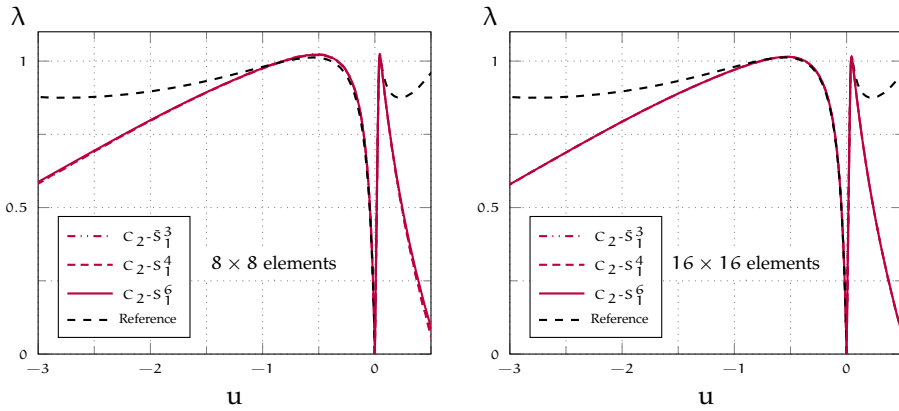 λ
1
0.5
0
−3
−2
−1
0
u
C₂-S̄₁³
C₂-S₁⁴
C₂-S₁⁶
Reference
8 × 8 elements
λ
1
0.5
0
−3
−2
−1
0
u
C₂-S̄₁³
C₂-S₁⁴
C₂-S₁⁶
Reference
16 × 16 elements